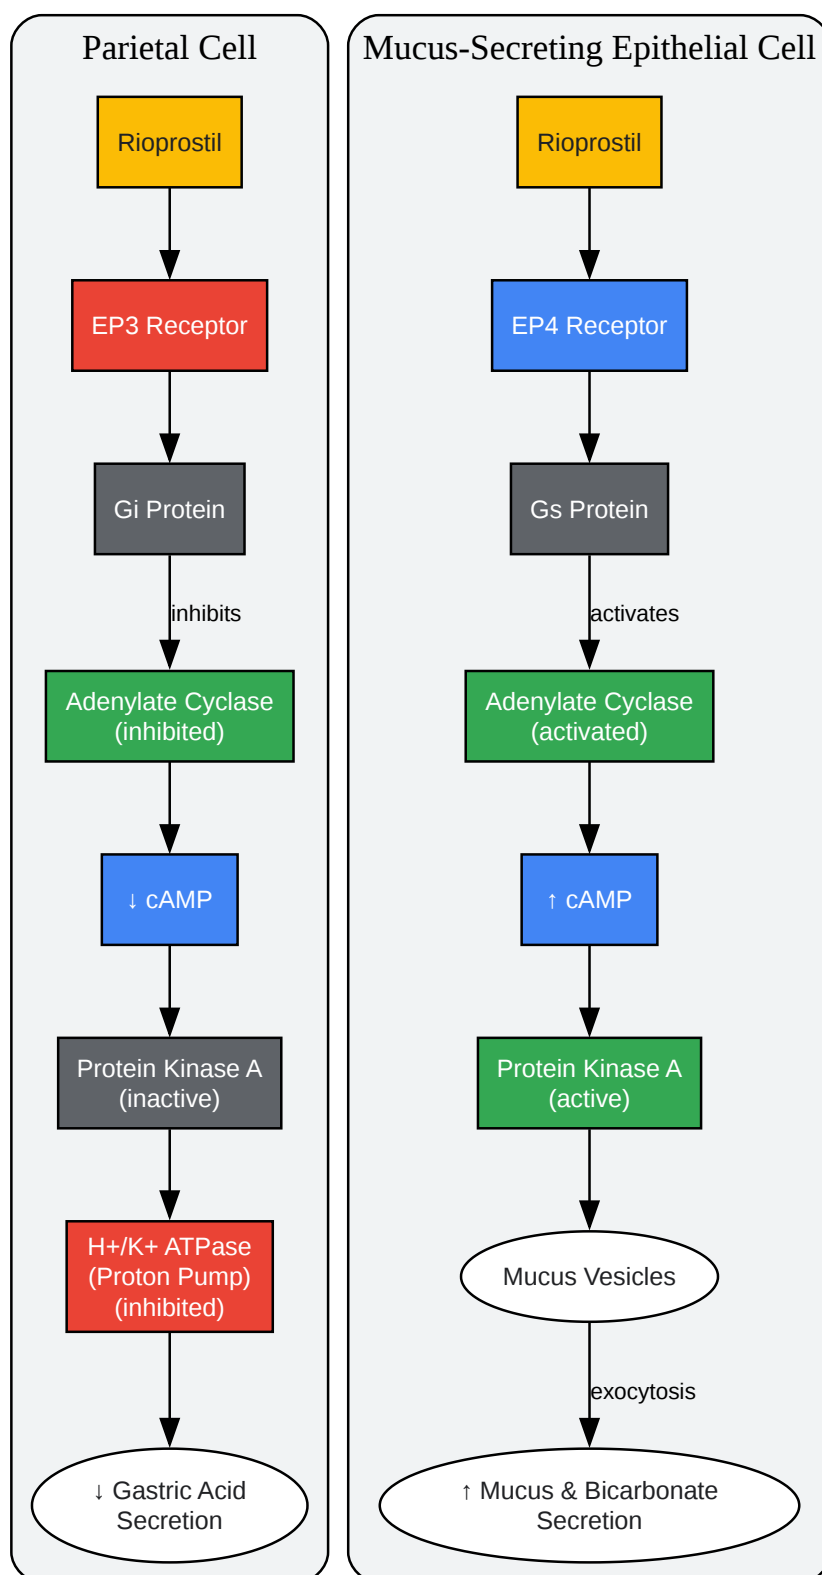 Parietal Cell
Rioprostil
EP3 Receptor
Gi Protein
inhibits
Adenylate Cyclase
(inhibited)
↓ cAMP
Protein Kinase A
(inactive)
H+/K+ ATPase
(Proton Pump)
(inhibited)
↓ Gastric Acid
Secretion
Mucus-Secreting Epithelial Cell
Rioprostil
EP4 Receptor
Gs Protein
activates
Adenylate Cyclase
(activated)
↑ cAMP
Protein Kinase A
(active)
Mucus Vesicles
exocytosis
↑ Mucus & Bicarbonate
Secretion